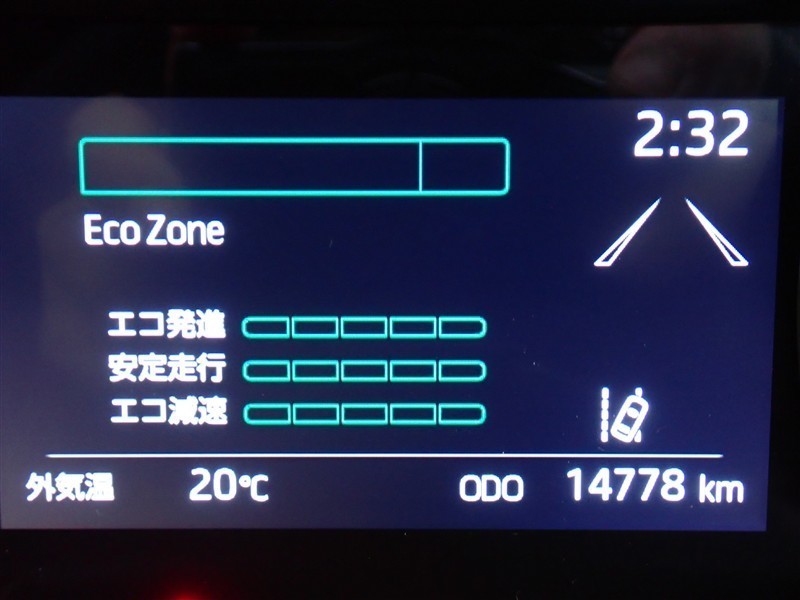 2:32
Eco Zone
エコ発進
安定走行
エコ減速
外気温 20℃ ODO 14778 km